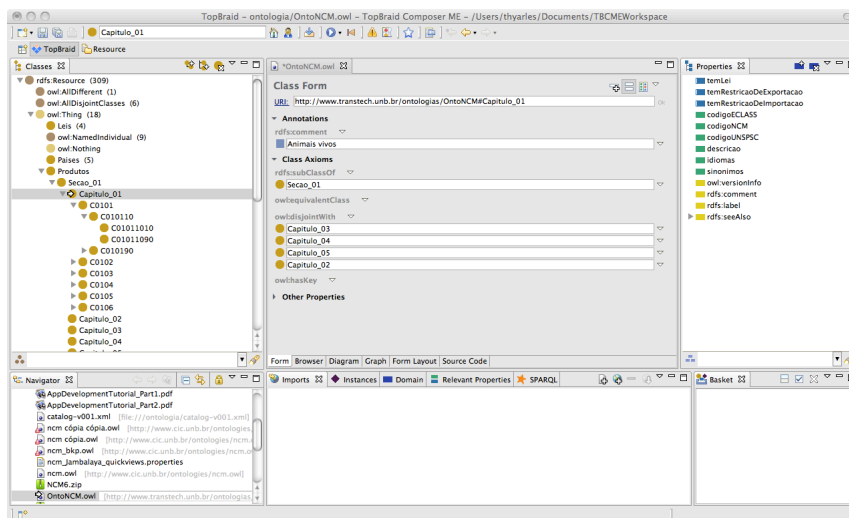 TopBraid - ontologia/OntoNCM.owl - TopBraid Composer ME - /Users/thyarles/Documents/TBCMEWorkspace
Capitulo_01
TopBraid Resource
Classes
rdfs:Resource (309)
owl:AllDifferent (1)
owl:AllDisjointClasses (6)
owl:Thing (18)
Leis (4)
owl:NamedIndividual (9)
owl:Nothing
Paises (5)
Produtos
Secao_01
Capitulo_01
C0101
C010110
C01011010
C01011090
C010190
C0102
C0103
C0104
C0105
C0106
Capitulo_02
Capitulo_03
Capitulo_04
*OntoNCM.owl
Class Form
URI: http://www.transtech.unb.br/ontologias/OntoNCM#Capitulo_01
Annotations
rdfs:comment
Animais vivos
Class Axioms
rdfs:subClassOf
Secao_01
owl:equivalentClass
owl:disjointWith
Capitulo_03
Capitulo_04
Capitulo_05
Capitulo_02
owl:hasKey
Other Properties
Form Browser Diagram Graph Form Layout Source Code
Properties
temLei
temRestricaoDeExportacao
temRestricaoDeImportacao
codigoECLASS
codigoNCM
codigoUNSPSC
descricao
idiomas
sinonimos
owl:versionInfo
rdfs:comment
rdfs:label
rdfs:seeAlso
Navigator
AppDevelopmentTutorial_Part1.pdf
AppDevelopmentTutorial_Part2.pdf
catalog-v001.xml [file:///ontologia/catalog-v001.xml]
ncm cópia cópia.owl [http://www.cic.unb.br/ontologies,
ncm cópia.owl [http://www.cic.unb.br/ontologies/ncm.
ncm_bkp.owl [http://www.cic.unb.br/ontologies/ncm.o
ncm_Jambalaya_quickviews.properties
ncm.owl [http://www.cic.unb.br/ontologies/ncm.owl]
NCM6.zip
OntoNCM.owl [http://www.transtech.unb.br/ontologias,
Imports Instances Domain Relevant Properties SPARQL
Basket